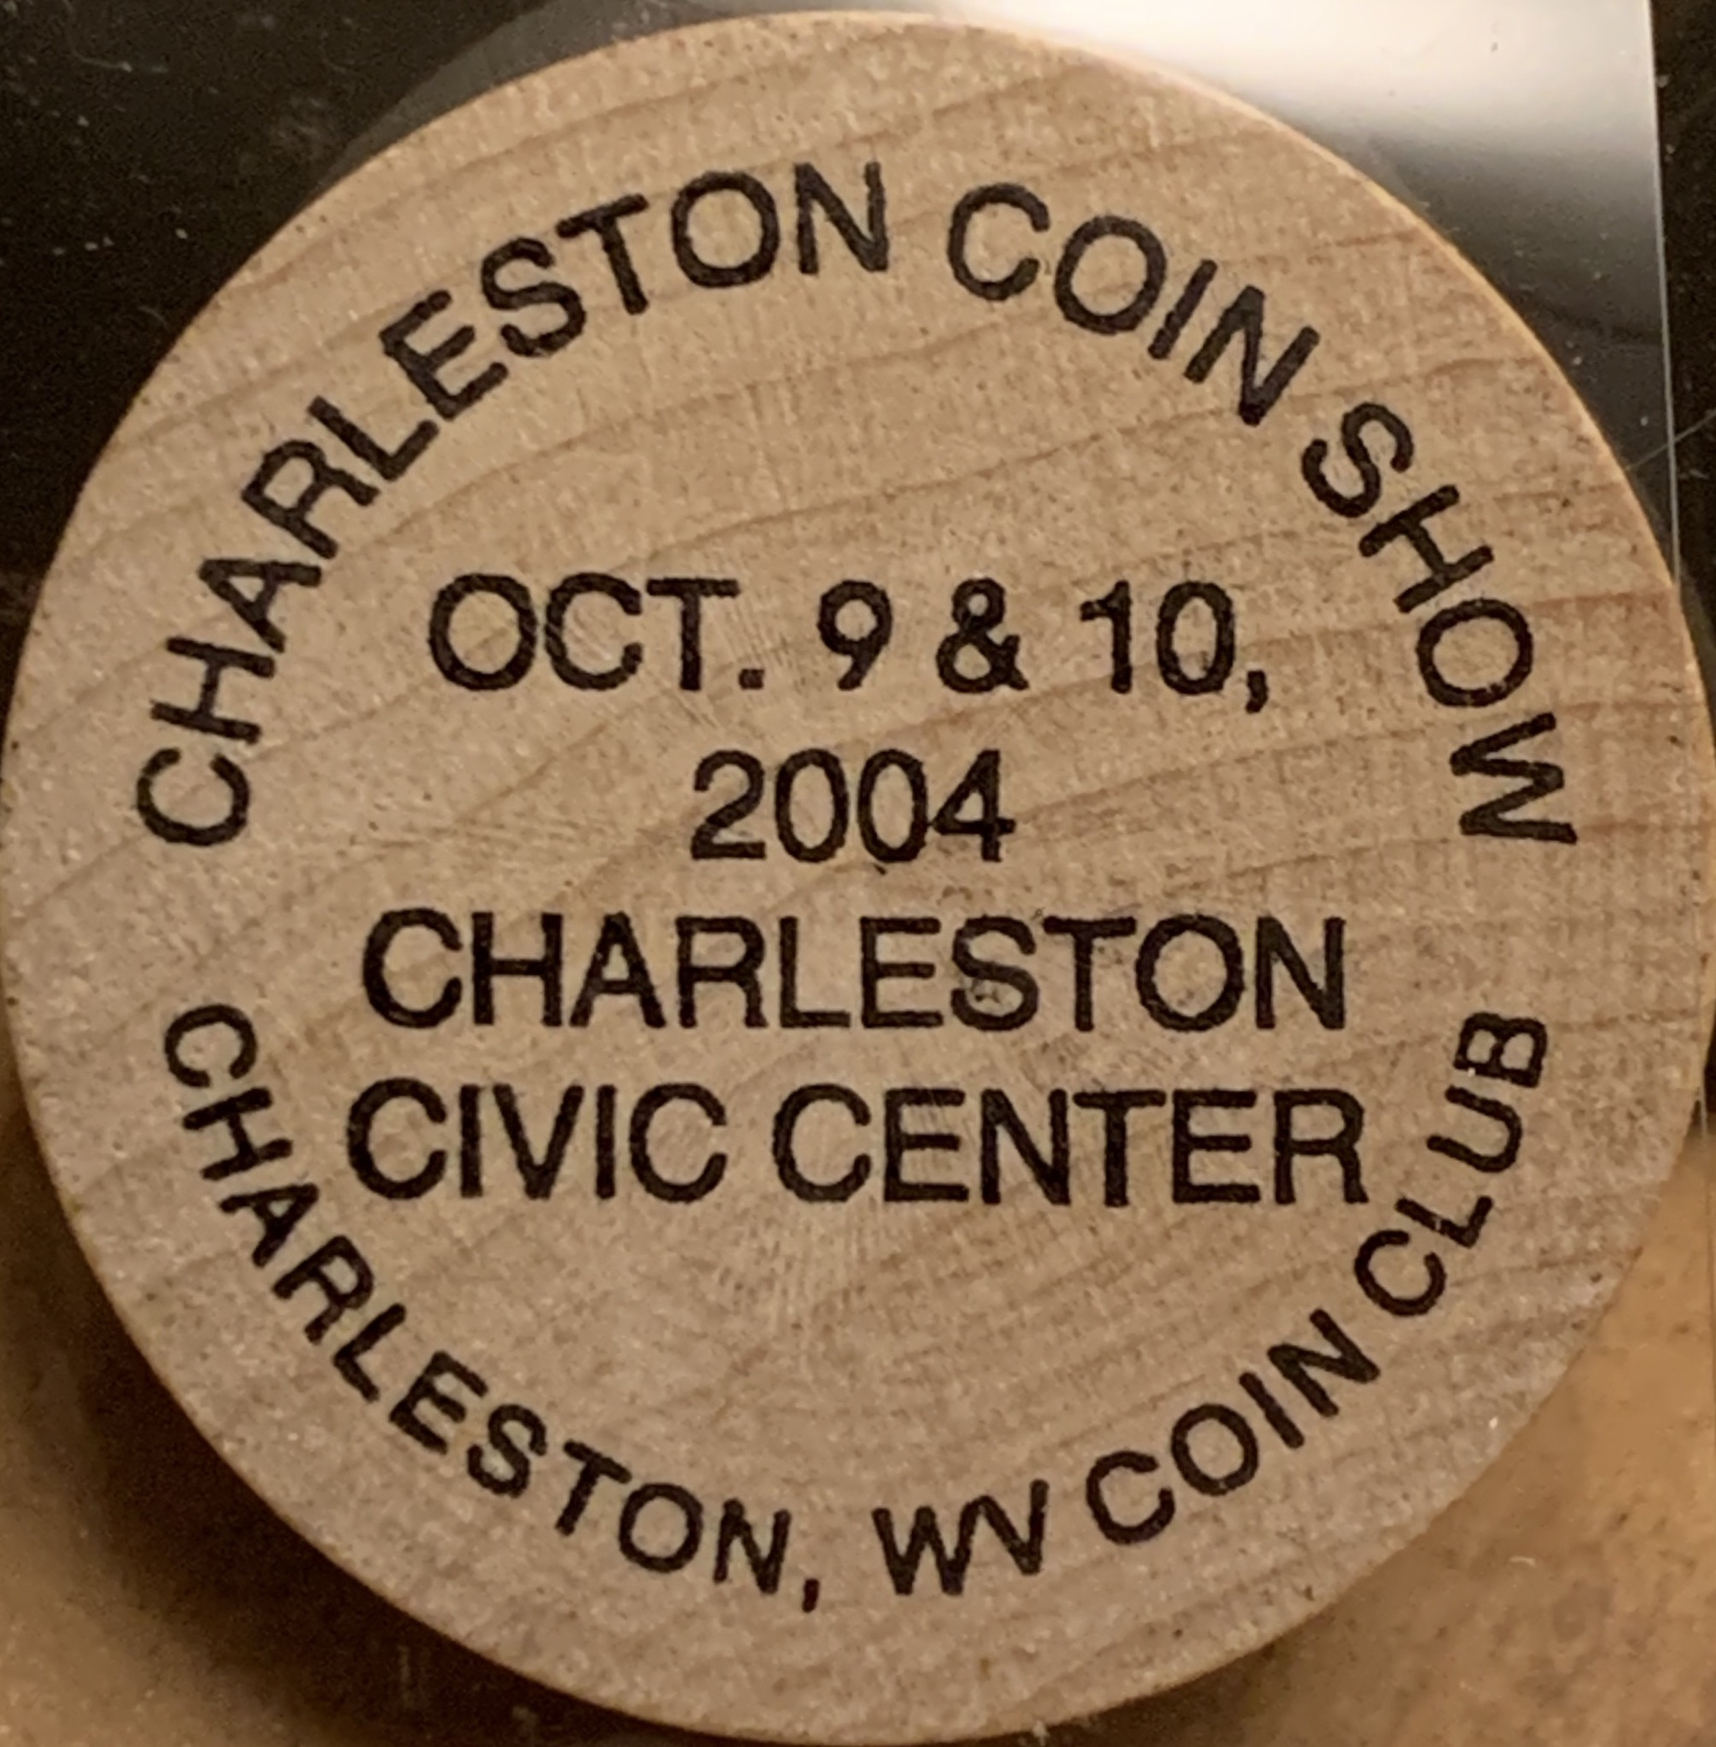 CHARLESTON COIN SHOW
OCT. 9 & 10,
2004
CHARLESTON
CIVIC CENTER
CHARLESTON, WV COIN CLUB